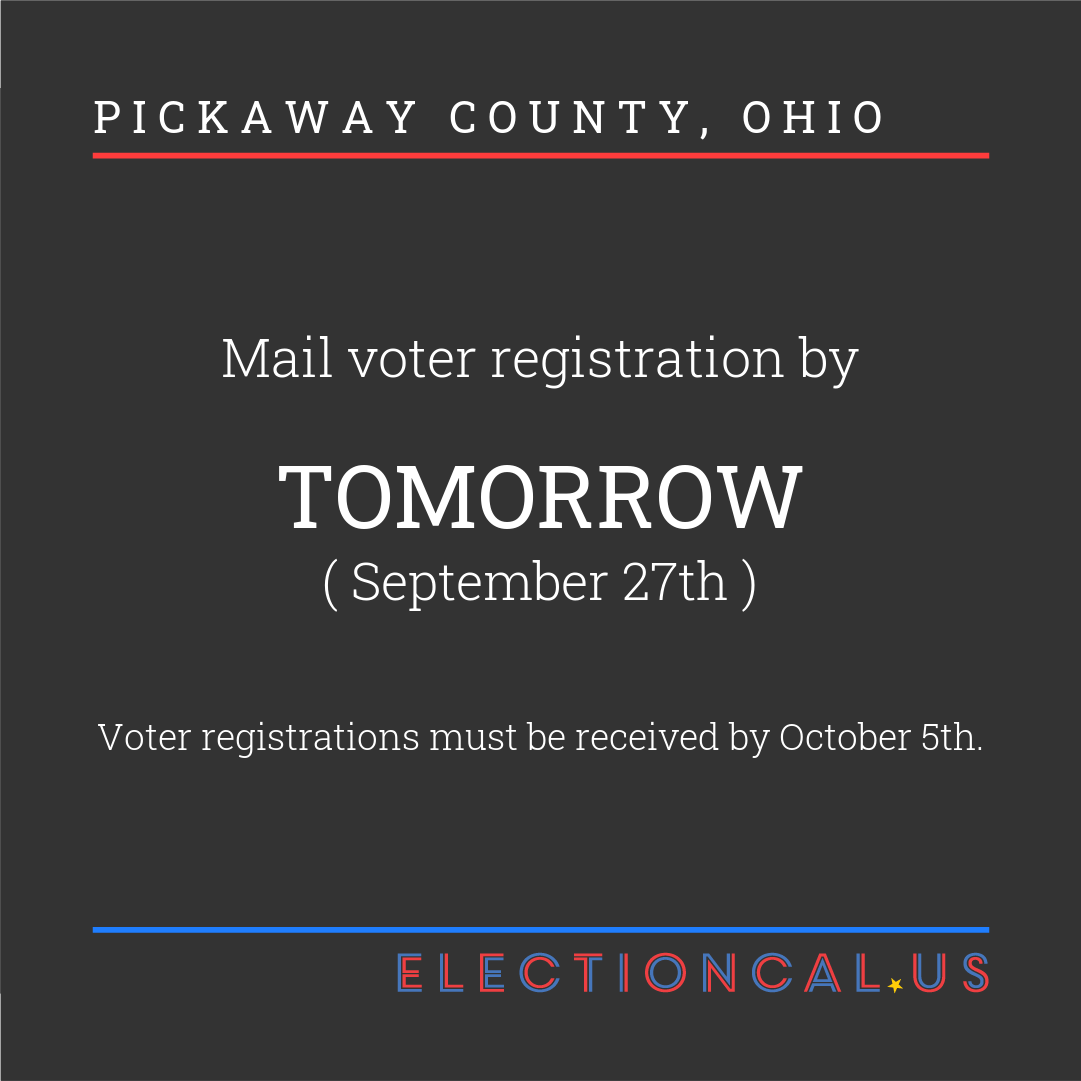 PICKAWAY COUNTY, OHIO
Mail voter registration by
TOMORROW
( September 27th )
Voter registrations must be received by October 5th.
ELECTIONCAL.US